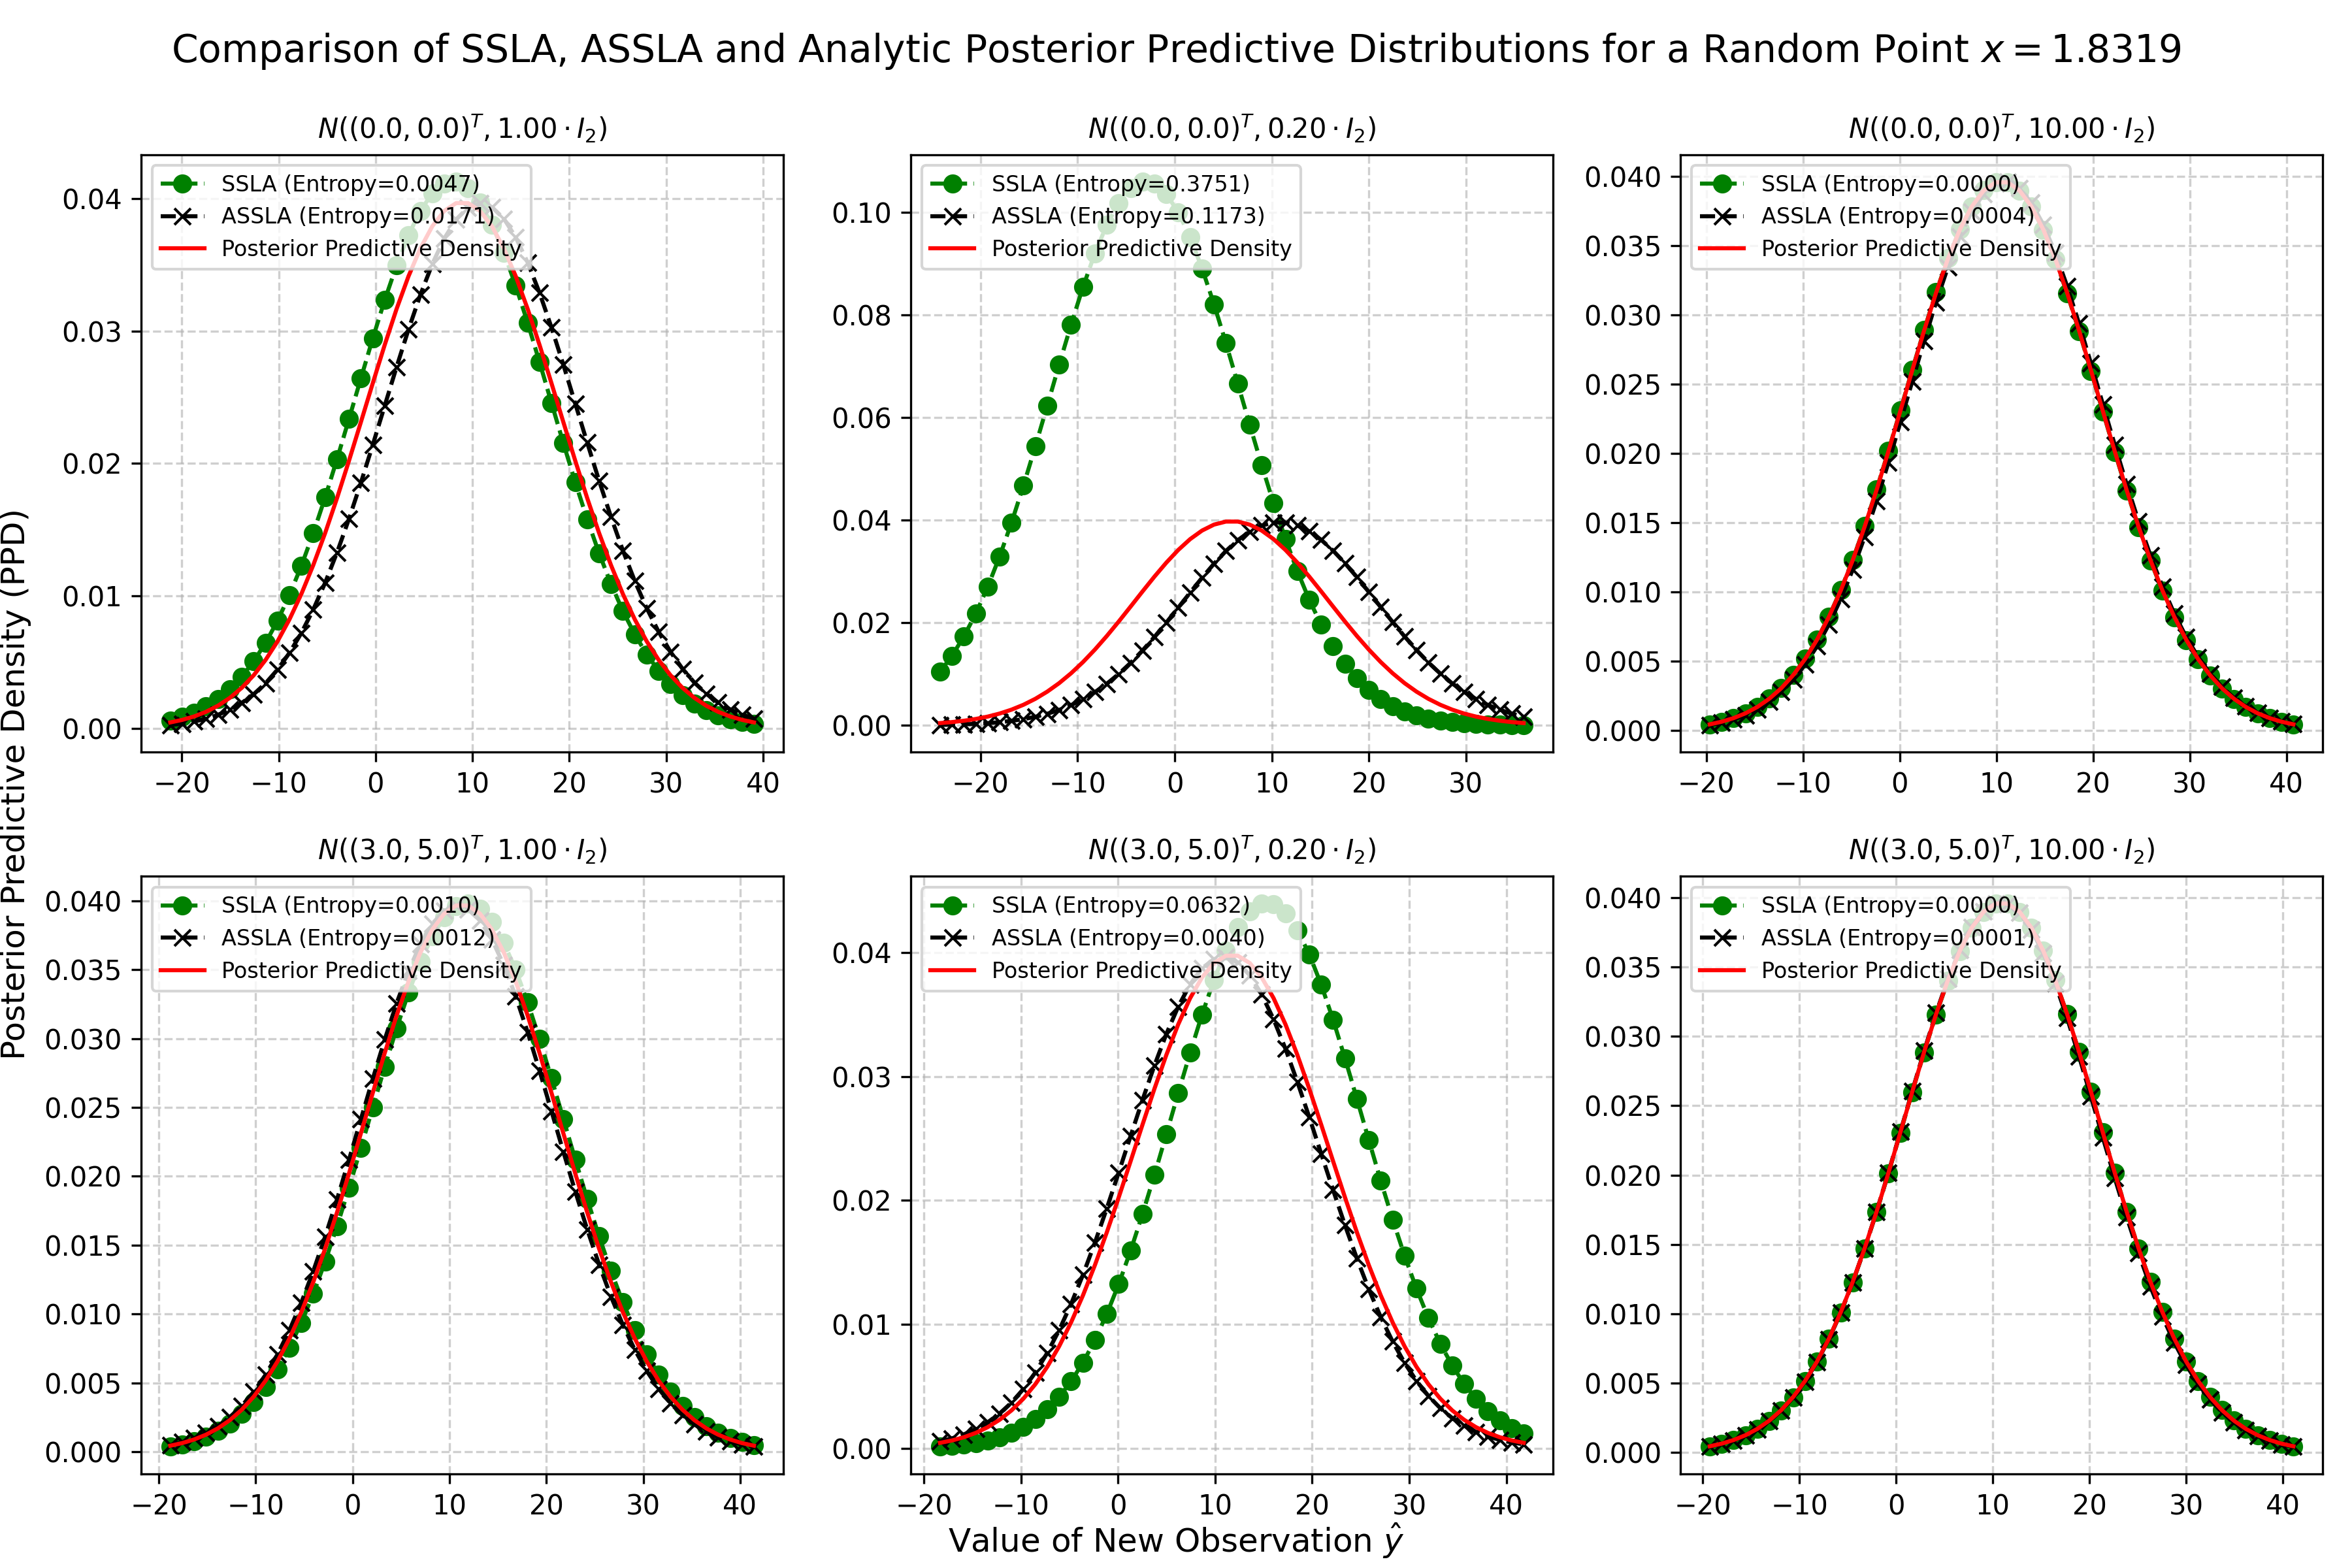 Comparison of SSLA, ASSLA and Analytic Posterior Predictive Distributions for a Random Point x = 1.8319
Posterior Predictive Density (PPD)
N((0.0, 0.0)^T, 1.00 · I_2)
SSLA (Entropy=0.0047)
ASSLA (Entropy=0.0171)
Posterior Predictive Density
0.04
0.03
0.02
0.01
0.00
−20 −10 0 10 20 30 40
N((0.0, 0.0)^T, 0.20 · I_2)
SSLA (Entropy=0.3751)
ASSLA (Entropy=0.1173)
Posterior Predictive Density
0.10
0.08
0.06
0.04
0.02
0.00
−20 −10 0 10 20 30
N((0.0, 0.0)^T, 10.00 · I_2)
SSLA (Entropy=0.0000)
ASSLA (Entropy=0.0004)
Posterior Predictive Density
0.040
0.035
0.030
0.025
0.020
0.015
0.010
0.005
0.000
−20 −10 0 10 20 30 40
N((3.0, 5.0)^T, 1.00 · I_2)
SSLA (Entropy=0.0010)
ASSLA (Entropy=0.0012)
Posterior Predictive Density
0.040
0.035
0.030
0.025
0.020
0.015
0.010
0.005
0.000
−20 −10 0 10 20 30 40
N((3.0, 5.0)^T, 0.20 · I_2)
SSLA (Entropy=0.0632)
ASSLA (Entropy=0.0040)
Posterior Predictive Density
0.04
0.03
0.02
0.01
0.00
−20 −10 0 10 20 30 40
N((3.0, 5.0)^T, 10.00 · I_2)
SSLA (Entropy=0.0000)
ASSLA (Entropy=0.0001)
Posterior Predictive Density
0.040
0.035
0.030
0.025
0.020
0.015
0.010
0.005
0.000
−20 −10 0 10 20 30 40
Value of New Observation ŷ